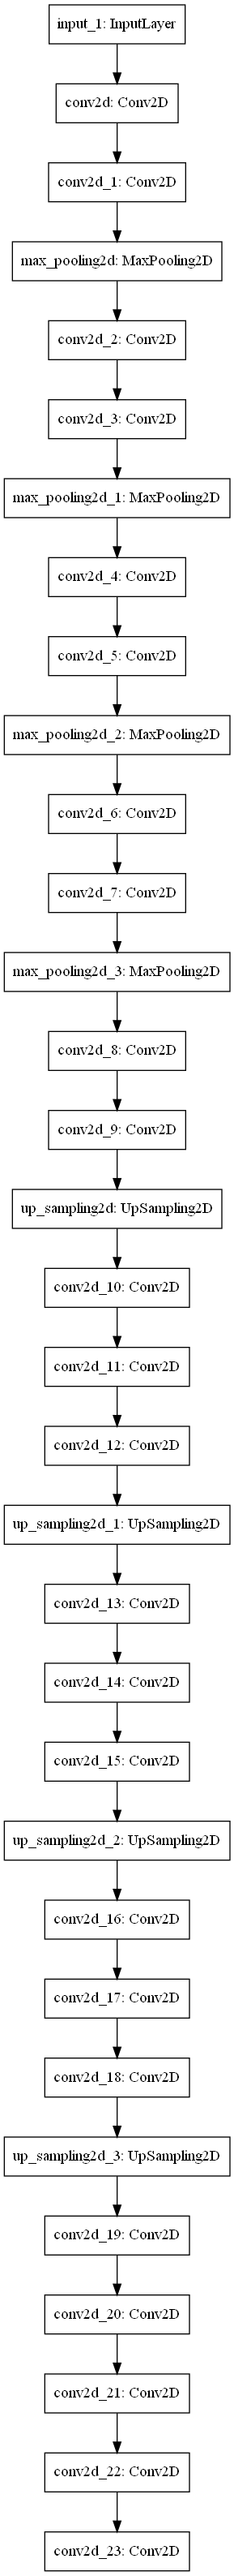 input_1: InputLayer
conv2d: Conv2D
conv2d_1: Conv2D
max_pooling2d: MaxPooling2D
conv2d_2: Conv2D
conv2d_3: Conv2D
max_pooling2d_1: MaxPooling2D
conv2d_4: Conv2D
conv2d_5: Conv2D
max_pooling2d_2: MaxPooling2D
conv2d_6: Conv2D
conv2d_7: Conv2D
max_pooling2d_3: MaxPooling2D
conv2d_8: Conv2D
conv2d_9: Conv2D
up_sampling2d: UpSampling2D
conv2d_10: Conv2D
conv2d_11: Conv2D
conv2d_12: Conv2D
up_sampling2d_1: UpSampling2D
conv2d_13: Conv2D
conv2d_14: Conv2D
conv2d_15: Conv2D
up_sampling2d_2: UpSampling2D
conv2d_16: Conv2D
conv2d_17: Conv2D
conv2d_18: Conv2D
up_sampling2d_3: UpSampling2D
conv2d_19: Conv2D
conv2d_20: Conv2D
conv2d_21: Conv2D
conv2d_22: Conv2D
conv2d_23: Conv2D